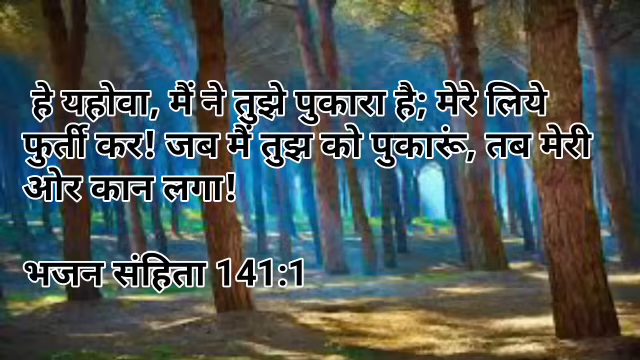 हे यहोवा, मैं ने तुझे पुकारा है; मेरे लिये
फुर्ती कर! जब मैं तुझ को पुकारूं, तब मेरी
ओर कान लगा!
भजन संहिता 141:1